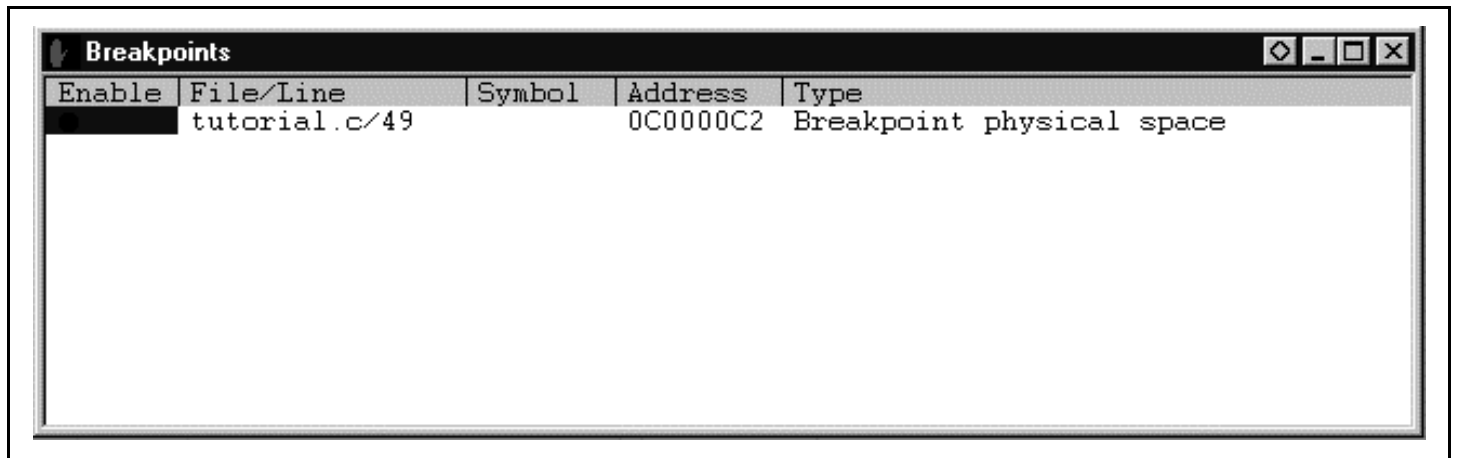 Breakpoints
Enable File/Line Symbol Address Type
tutorial.c/49 0C0000C2 Breakpoint physical space